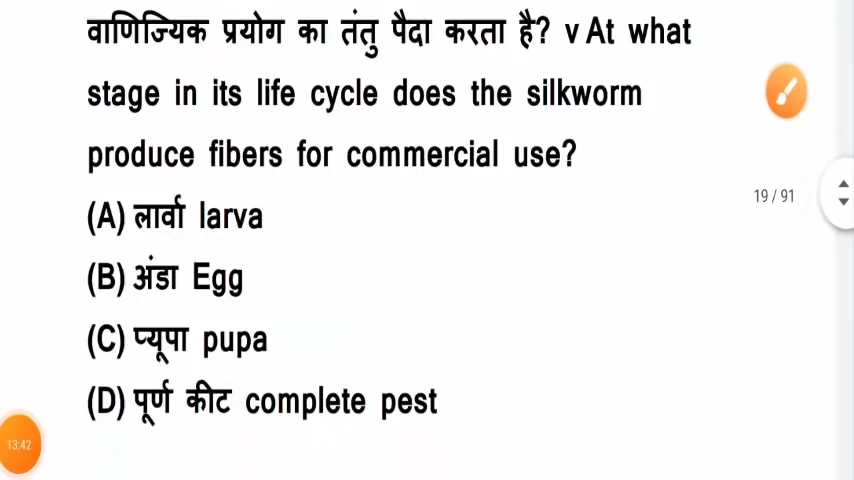 वाणिज्यिक प्रयोग का तंतु पैदा करता है? v At what
stage in its life cycle does the silkworm
produce fibers for commercial use?
19 / 91
(A) लार्वा larva
(B) अंडा Egg
(C) प्यूपा pupa
(D) पूर्ण कीट complete pest
13:42